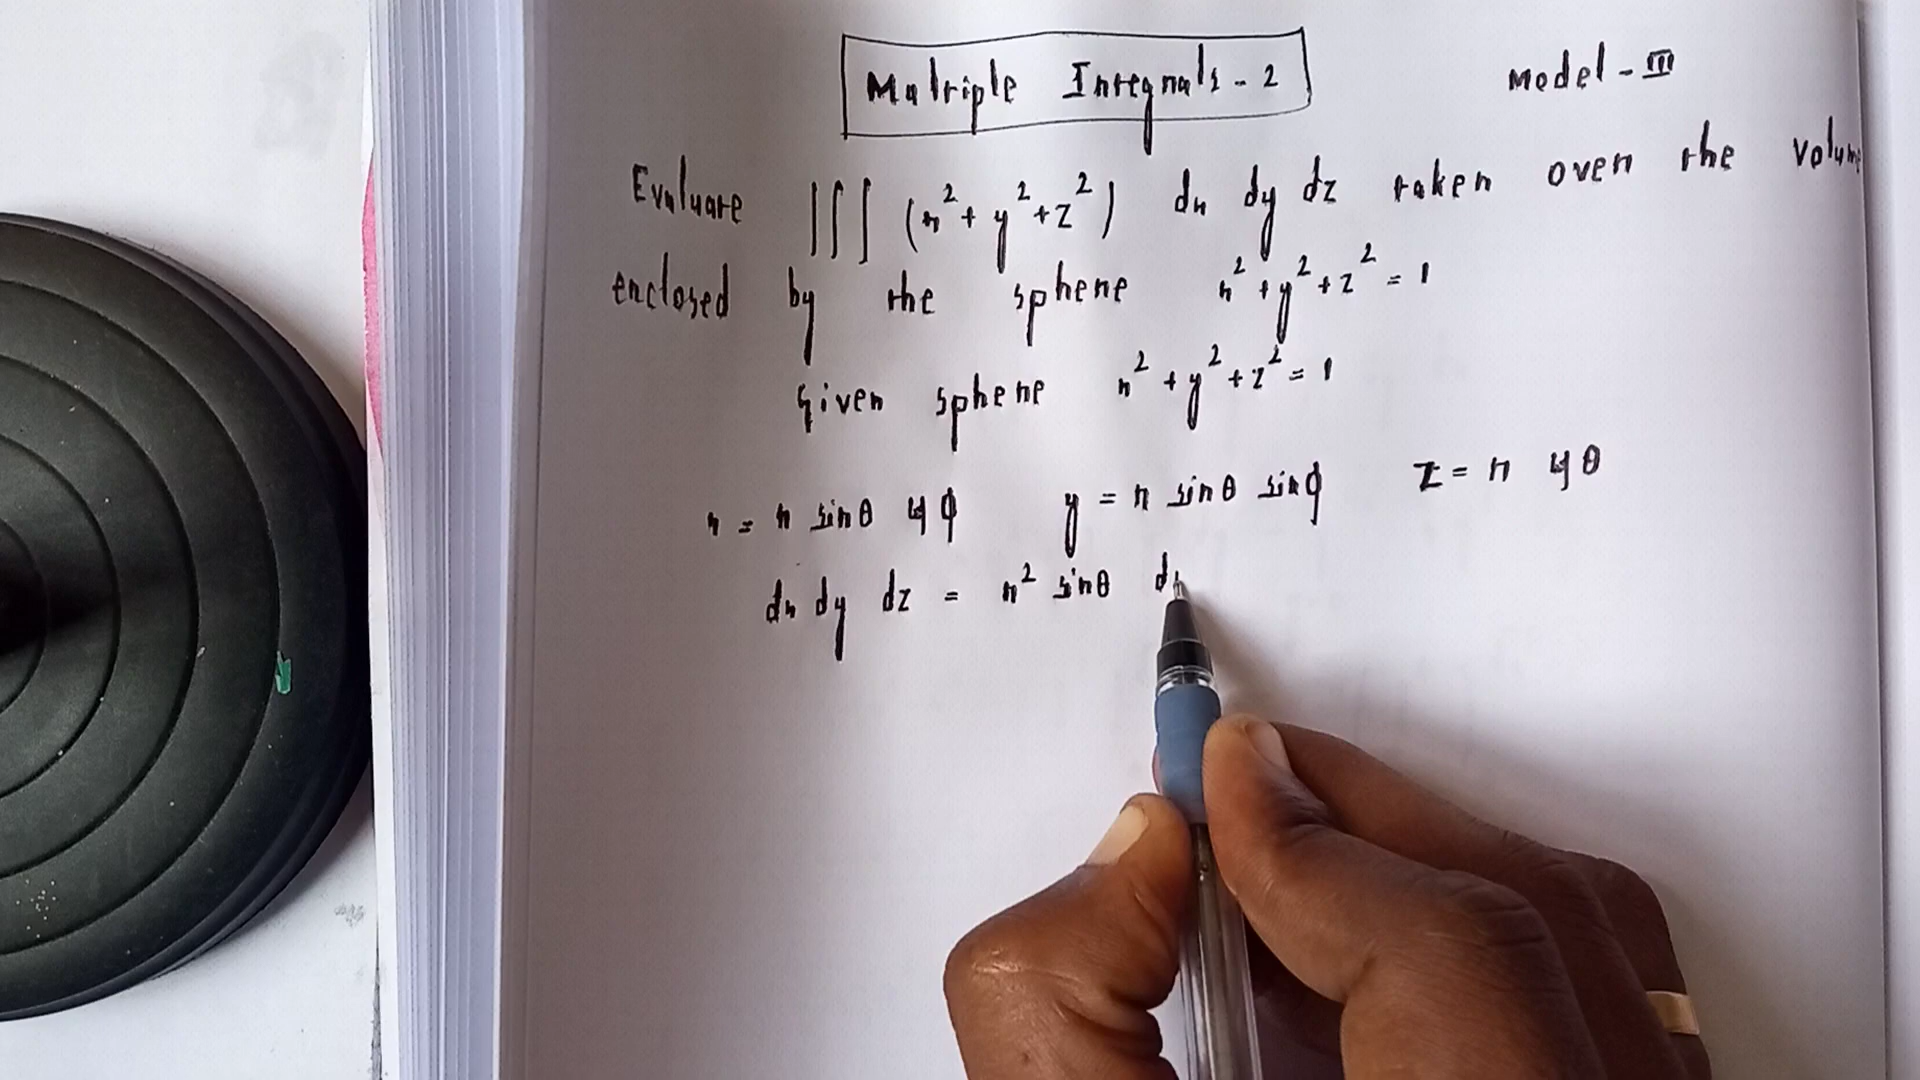 Multiple Integrals - 2
Model - III
Evaluate ∫∫∫ (x² + y² + z²) dx dy dz taken over the volume
enclosed by the sphere x² + y² + z² = 1
Given sphere x² + y² + z² = 1
x = r sinθ cosφ y = r sinθ sinφ z = r cosθ
dx dy dz = r² sinθ dr